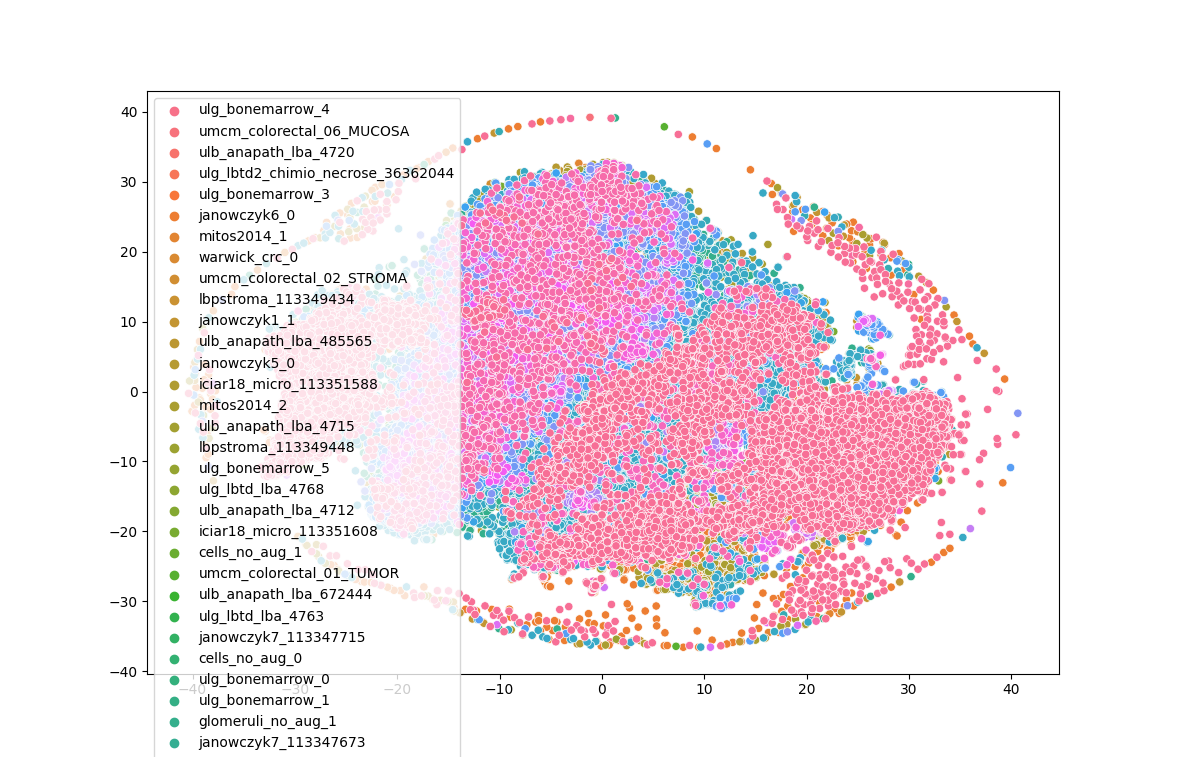 40
30
20
10
0
−10
−20
−30
−40
ulg_bonemarrow_4
umcm_colorectal_06_MUCOSA
ulb_anapath_lba_4720
ulg_lbtd2_chimio_necrose_36362044
ulg_bonemarrow_3
janowczyk6_0
mitos2014_1
warwick_crc_0
umcm_colorectal_02_STROMA
lbpstroma_113349434
janowczyk1_1
ulb_anapath_lba_485565
janowczyk5_0
iciar18_micro_113351588
mitos2014_2
ulb_anapath_lba_4715
lbpstroma_113349448
ulg_bonemarrow_5
ulg_lbtd_lba_4768
ulb_anapath_lba_4712
iciar18_micro_113351608
cells_no_aug_1
umcm_colorectal_01_TUMOR
ulb_anapath_lba_672444
ulg_lbtd_lba_4763
janowczyk7_113347715
cells_no_aug_0
ulg_bonemarrow_0
ulg_bonemarrow_1
glomeruli_no_aug_1
janowczyk7_113347673
−40 −30 −20 −10 0 10 20 30 40